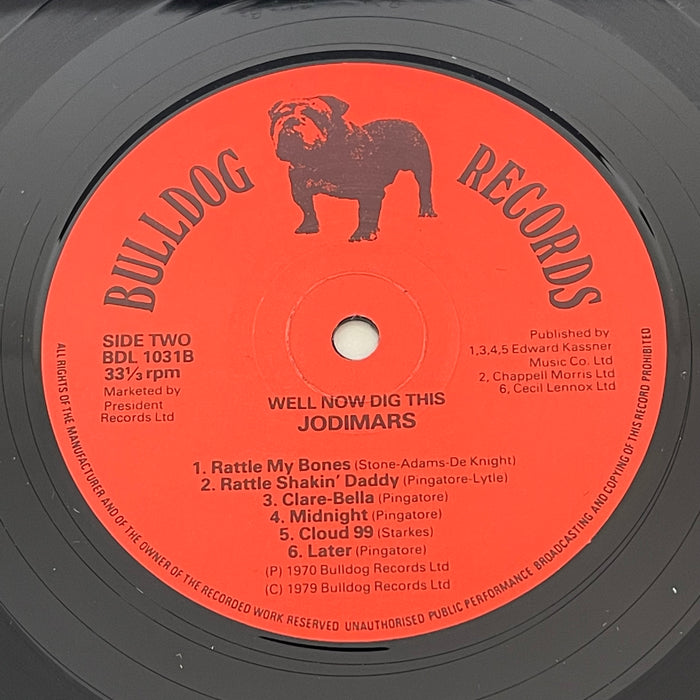 BULLDOG RECORDS
SIDE TWO
BDL 1031B
33⅓ rpm
Marketed by
President
Records Ltd
Published by
1,3,4,5 Edward Kassner
Music Co. Ltd
2, Chappell Morris Ltd
6, Cecil Lennox Ltd
WELL NOW DIG THIS
JODIMARS
1. Rattle My Bones (Stone-Adams-De Knight)
2. Rattle Shakin' Daddy (Pingatore-Lytle)
3. Clare-Bella (Pingatore)
4. Midnight (Pingatore)
5. Cloud 99 (Starkes)
6. Later (Pingatore)
(P) 1970 Bulldog Records Ltd
(C) 1979 Bulldog Records Ltd
ALL RIGHTS OF THE MANUFACTURER AND OF THE OWNER OF THE RECORDED WORK RESERVED UNAUTHORISED PUBLIC PERFORMANCE BROADCASTING AND COPYING OF THIS RECORD PROHIBITED